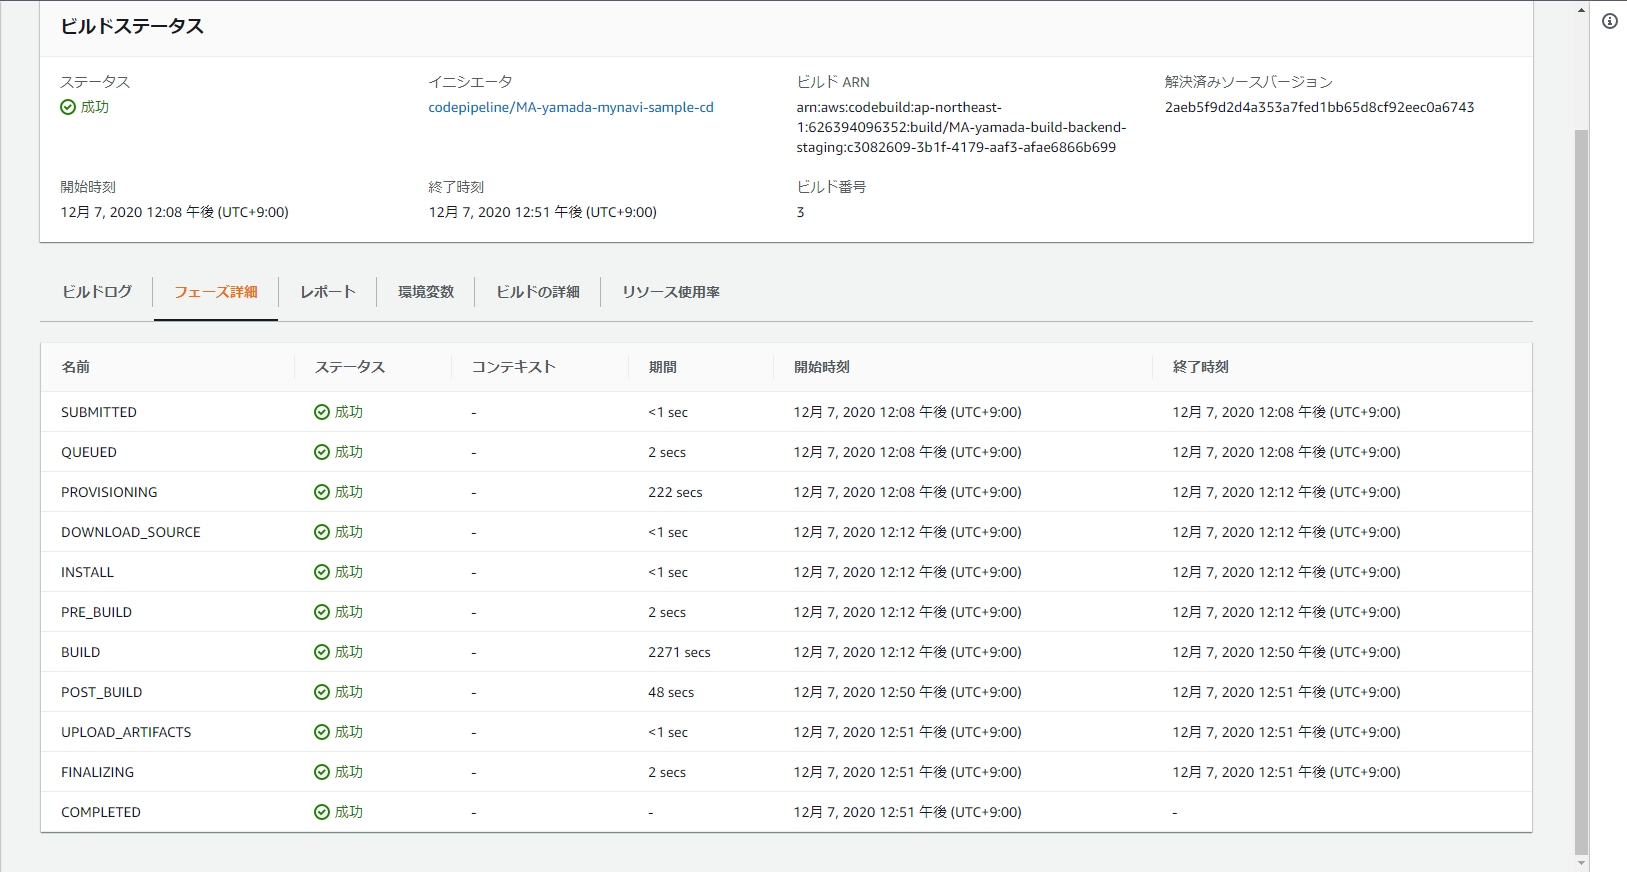 ビルドステータス
ステータス
成功
イニシエータ
codepipeline/MA-yamada-mynavi-sample-cd
ビルド ARN
arn:aws:codebuild:ap-northeast-
1:626394096352:build/MA-yamada-build-backend-
staging:c3082609-3b1f-4179-aaf3-afae6866b699
解決済みソースバージョン
2aeb5f9d2d4a353a7fed1bb65d8cf92eec0a6743
開始時刻
12月 7, 2020 12:08 午後 (UTC+9:00)
終了時刻
12月 7, 2020 12:51 午後 (UTC+9:00)
ビルド番号
3
ビルドログ フェーズ詳細 レポート 環境変数 ビルドの詳細 リソース使用率
名前 ステータス コンテキスト 期間 開始時刻 終了時刻
SUBMITTED 成功 - <1 sec 12月 7, 2020 12:08 午後 (UTC+9:00) 12月 7, 2020 12:08 午後 (UTC+9:00)
QUEUED 成功 - 2 secs 12月 7, 2020 12:08 午後 (UTC+9:00) 12月 7, 2020 12:08 午後 (UTC+9:00)
PROVISIONING 成功 - 222 secs 12月 7, 2020 12:08 午後 (UTC+9:00) 12月 7, 2020 12:12 午後 (UTC+9:00)
DOWNLOAD_SOURCE 成功 - <1 sec 12月 7, 2020 12:12 午後 (UTC+9:00) 12月 7, 2020 12:12 午後 (UTC+9:00)
INSTALL 成功 - <1 sec 12月 7, 2020 12:12 午後 (UTC+9:00) 12月 7, 2020 12:12 午後 (UTC+9:00)
PRE_BUILD 成功 - 2 secs 12月 7, 2020 12:12 午後 (UTC+9:00) 12月 7, 2020 12:12 午後 (UTC+9:00)
BUILD 成功 - 2271 secs 12月 7, 2020 12:12 午後 (UTC+9:00) 12月 7, 2020 12:50 午後 (UTC+9:00)
POST_BUILD 成功 - 48 secs 12月 7, 2020 12:50 午後 (UTC+9:00) 12月 7, 2020 12:51 午後 (UTC+9:00)
UPLOAD_ARTIFACTS 成功 - <1 sec 12月 7, 2020 12:51 午後 (UTC+9:00) 12月 7, 2020 12:51 午後 (UTC+9:00)
FINALIZING 成功 - 2 secs 12月 7, 2020 12:51 午後 (UTC+9:00) 12月 7, 2020 12:51 午後 (UTC+9:00)
COMPLETED 成功 - - 12月 7, 2020 12:51 午後 (UTC+9:00) -